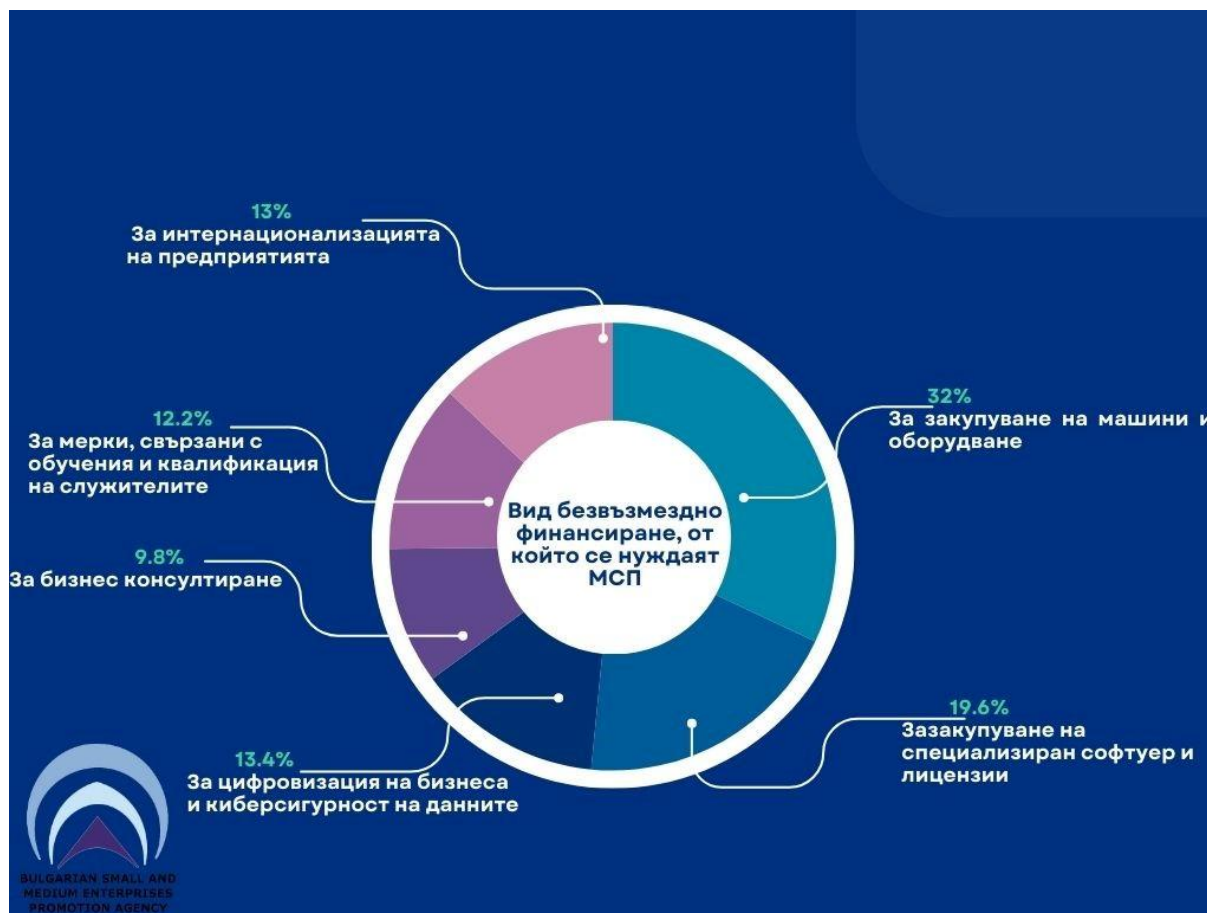 13%
За интернационализацията
на предприятията
32%
За закупуване на машини и
оборудване
12.2%
За мерки, свързани с
обучения и квалификация
на служителите
Вид безвъзмездно
финансиране, от
който се нуждаят
МСП
9.8%
За бизнес консултиране
19.6%
Зазакупуване на
специализиран софтуер и
лицензии
13.4%
За цифровизация на бизнеса
и киберсигурност на данните
BULGARIAN SMALL AND
MEDIUM ENTERPRISES
PROMOTION AGENCY